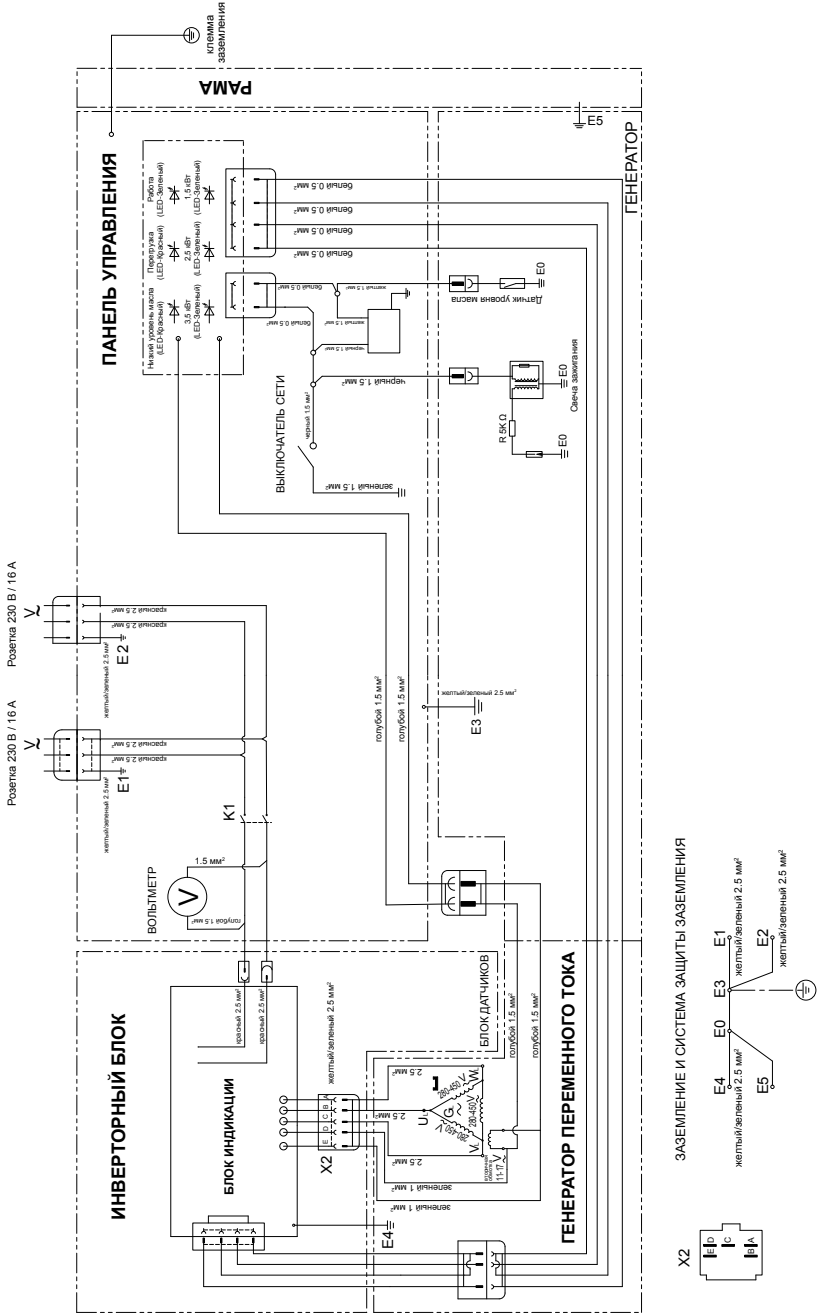 клемма
заземления
РАМА
E5
ГЕНЕРАТОР
ПАНЕЛЬ УПРАВЛЕНИЯ
Работа
(LED-Зеленый)
1,5 кВт
(LED-Зеленый)
Перегрузка
(LED-Красный)
2,5 кВт
(LED-Зеленый)
Низкий уровень масла
(LED-Красный)
3,5 кВт
(LED-Зеленый)
белый 0.5 мм²
белый 0.5 мм²
белый 0.5 мм²
белый 0.5 мм²
белый 0.5 мм²
белый 0.5 мм²
желтый 1.5 мм²
желтый 1.5 мм²
черный 1.5 мм²
черный 1.5 мм²
черный 1.5 мм²
зеленый 1.5 мм²
ВЫКЛЮЧАТЕЛЬ СЕТИ
Датчик уровня масла
E0
Свеча зажигания
E0
R 5K Ω
E0
Розетка 230 В / 16 А
V~
красный 2.5 мм²
красный 2.5 мм²
желтый/зеленый 2.5 мм²
E2
Розетка 230 В / 16 А
V~
красный 2.5 мм²
красный 2.5 мм²
желтый/зеленый 2.5 мм²
E1
K1
ВОЛЬТМЕТР
V
1.5 мм²
голубой 1.5 мм²
голубой 1.5 мм²
голубой 1.5 мм²
желтый/зеленый 2.5 мм²
E3
ИНВЕРТОРНЫЙ БЛОК
БЛОК ИНДИКАЦИИ
красный 2.5 мм²
красный 2.5 мм²
желтый/зеленый 2.5 мм²
X2
E D C B A
E4
БЛОК ДАТЧИКОВ
2.5 мм²
2.5 мм²
2.5 мм²
зеленый 1 мм²
зеленый 1 мм²
U
V
W
G
~
280-450 V
280-450V
280-450 V
11-17 V
голубой 1.5 мм²
голубой 1.5 мм²
ГЕНЕРАТОР ПЕРЕМЕННОГО ТОКА
ЗАЗЕМЛЕНИЕ И СИСТЕМА ЗАЩИТЫ ЗАЗЕМЛЕНИЯ
E4
E0
E3
E1
желтый/зеленый 2.5 мм²
желтый/зеленый 2.5 мм²
E5
E2
желтый/зеленый 2.5 мм²
X2
E D
C
B A